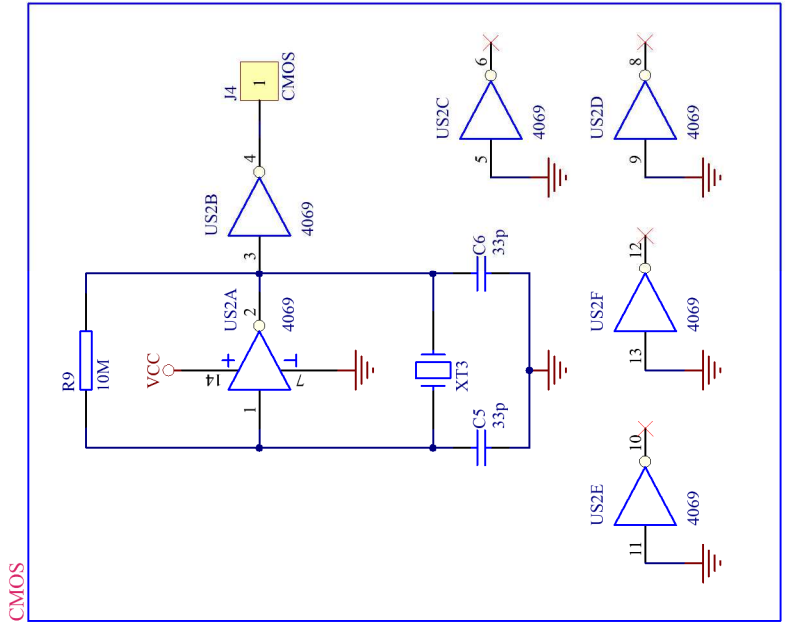 CMOS
R9
10M
VCC
14
7
1
US2A
2
4069
3
US2B
4069
4
J4
1
CMOS
XT3
C5
33p
C6
33p
US2C
5
6
4069
US2D
9
8
4069
US2F
13
12
4069
US2E
11
10
4069